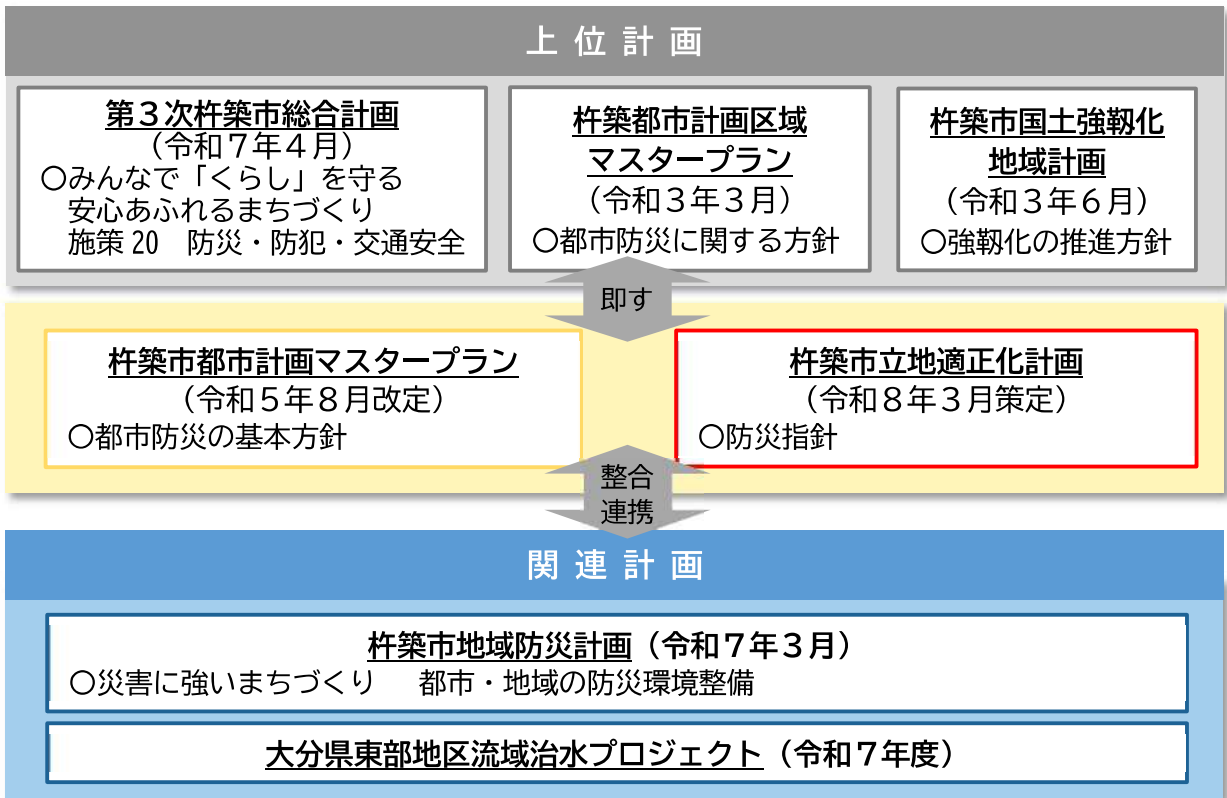 上位計画
第３次杵築市総合計画
（令和７年４月）
〇みんなで「くらし」を守る
安心あふれるまちづくり
施策20　防災・防犯・交通安全
杵築都市計画区域
マスタープラン
（令和３年３月）
〇都市防災に関する方針
杵築市国土強靱化
地域計画
（令和３年６月）
〇強靱化の推進方針
即す
杵築市都市計画マスタープラン
（令和５年８月改定）
〇都市防災の基本方針
杵築市立地適正化計画
（令和８年３月策定）
〇防災指針
整合
連携
関連計画
杵築市地域防災計画（令和７年３月）
〇災害に強いまちづくり　都市・地域の防災環境整備
大分県東部地区流域治水プロジェクト（令和７年度）